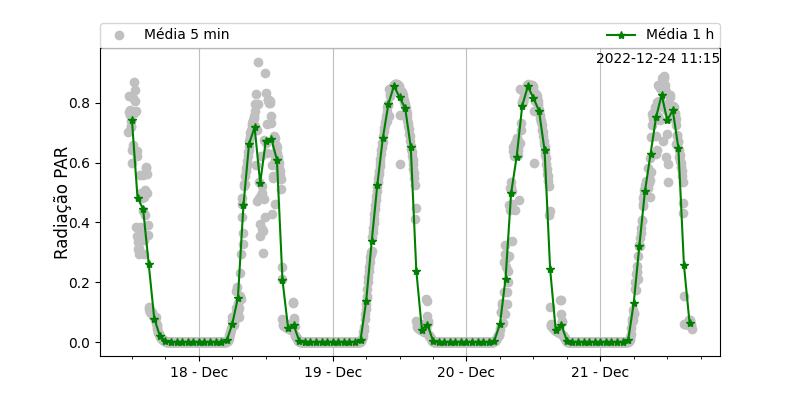 Média 5 min
Média 1 h
2022-12-24 11:15
Radiação PAR
0.8
0.6
0.4
0.2
0.0
18 - Dec
19 - Dec
20 - Dec
21 - Dec